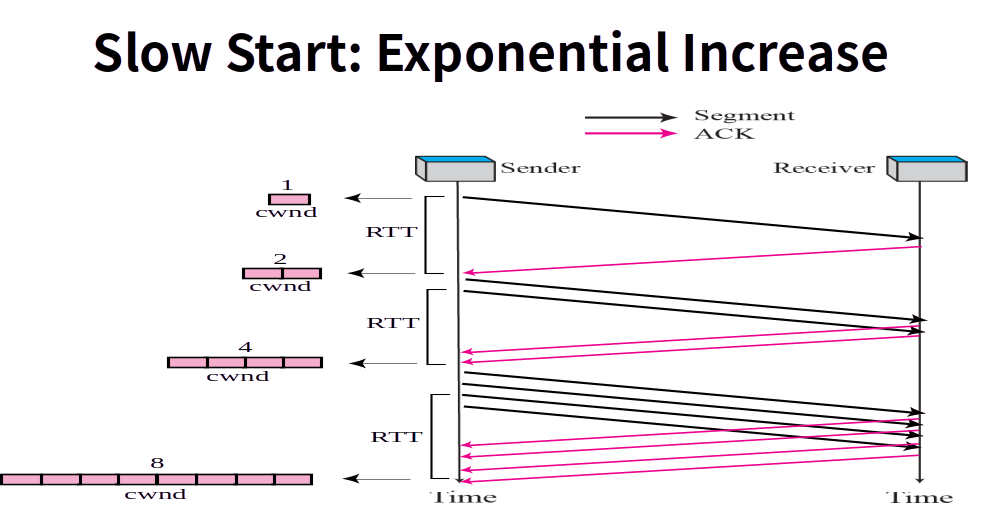 Slow Start: Exponential Increase
Segment
ACK
Sender
Receiver
1
cwnd
RTT
2
cwnd
RTT
4
cwnd
RTT
8
cwnd
Time
Time